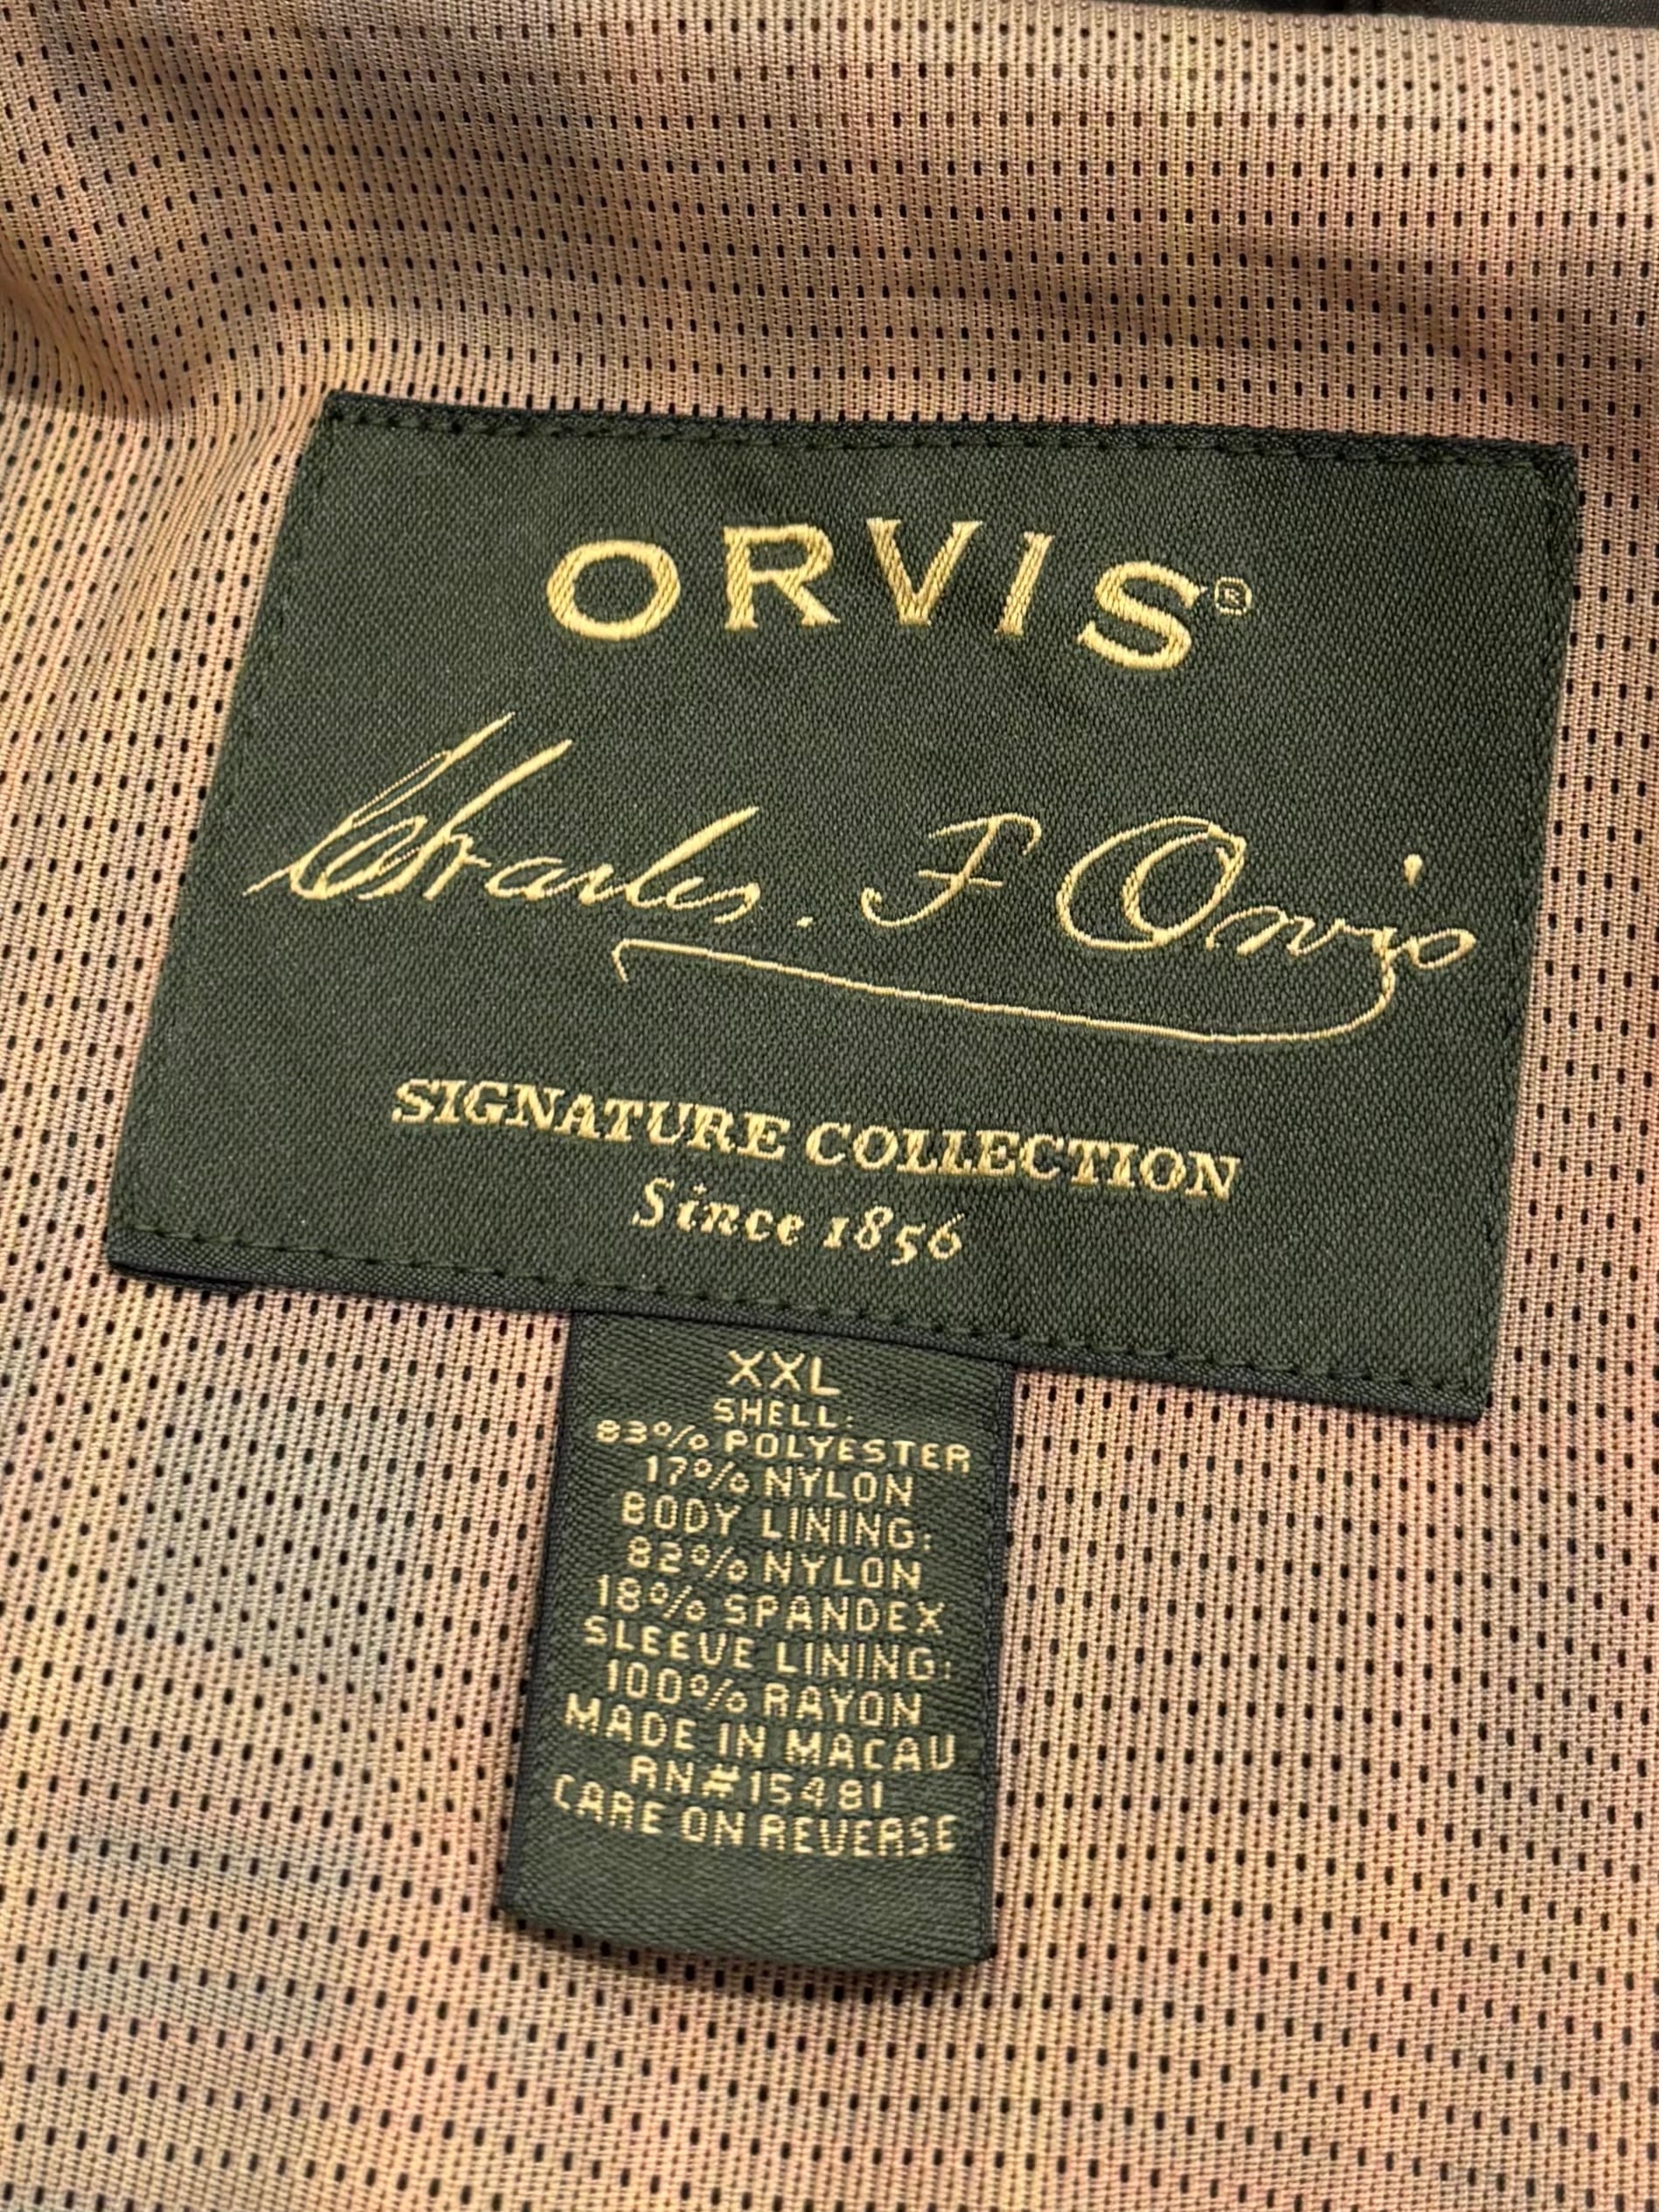 ORVIS®
Charles. F Orvis
SIGNATURE COLLECTION
Since 1856
XXL
SHELL:
83% POLYESTER
17% NYLON
BODY LINING:
82% NYLON
18% SPANDEX
SLEEVE LINING:
100% RAYON
MADE IN MACAU
RN#15481
CARE ON REVERSE